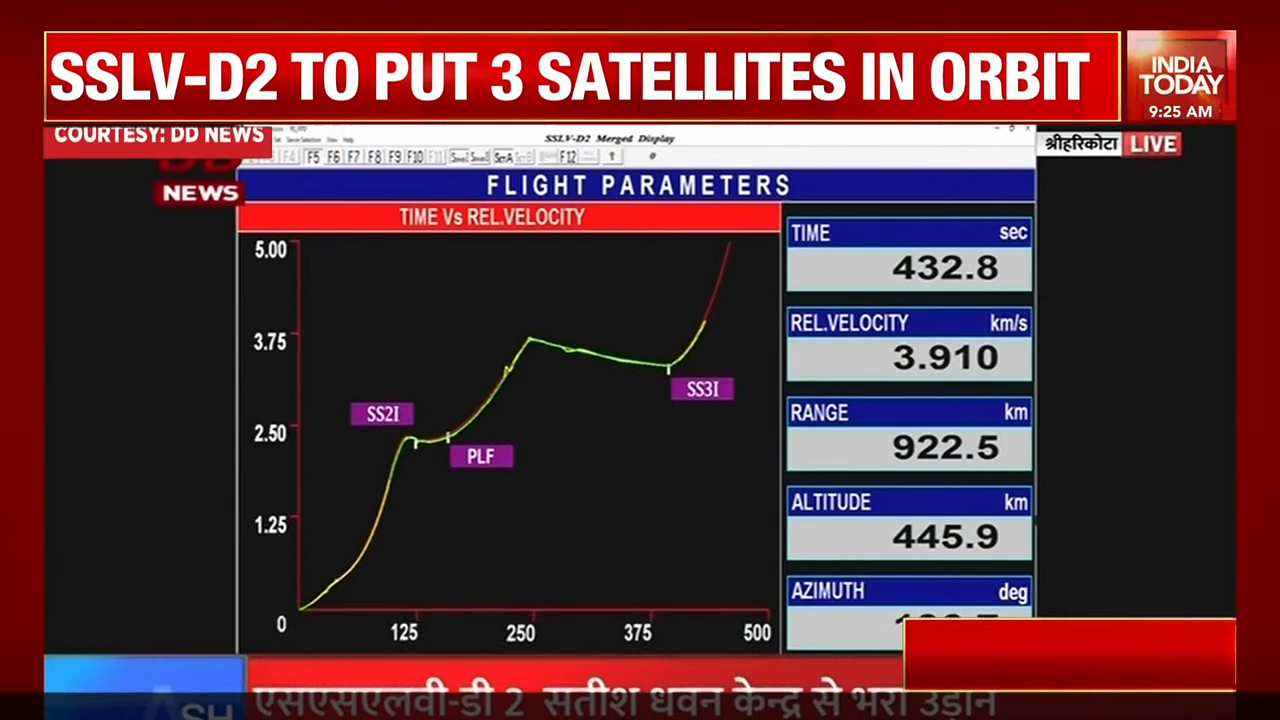 SSLV-D2 TO PUT 3 SATELLITES IN ORBIT
INDIA
TODAY
9:25 AM
COURTESY: DD NEWS
DD
NEWS
SSLV-D2 Merged Display
श्रीहरिकोटा LIVE
F5 F6 F7 F8 F9 F10 F11 SetA SetB F12
FLIGHT PARAMETERS
TIME Vs REL.VELOCITY
5.00
3.75
2.50
1.25
0
125
250
375
500
SS2I
PLF
SS3I
TIME sec
432.8
REL.VELOCITY km/s
3.910
RANGE km
922.5
ALTITUDE km
445.9
AZIMUTH deg
एसएसएलवी-डी 2 सतीश धवन केन्द्र से भरी उड़ान